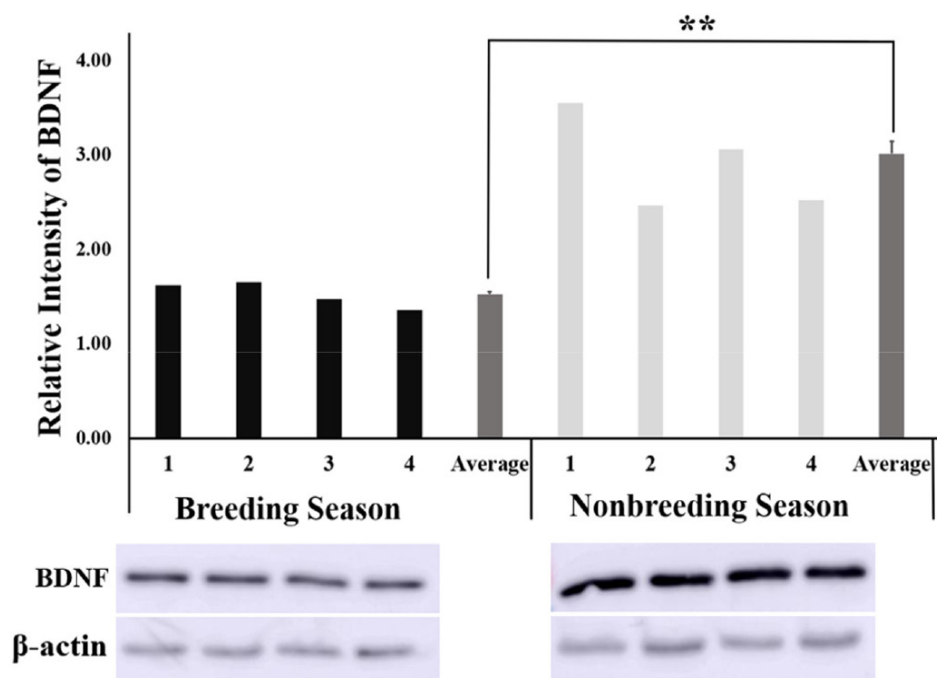 **
Relative Intensity of BDNF
4.00
3.00
2.00
1.00
0.00
1 2 3 4 Average 1 2 3 4 Average
Breeding Season Nonbreeding Season
BDNF
β-actin